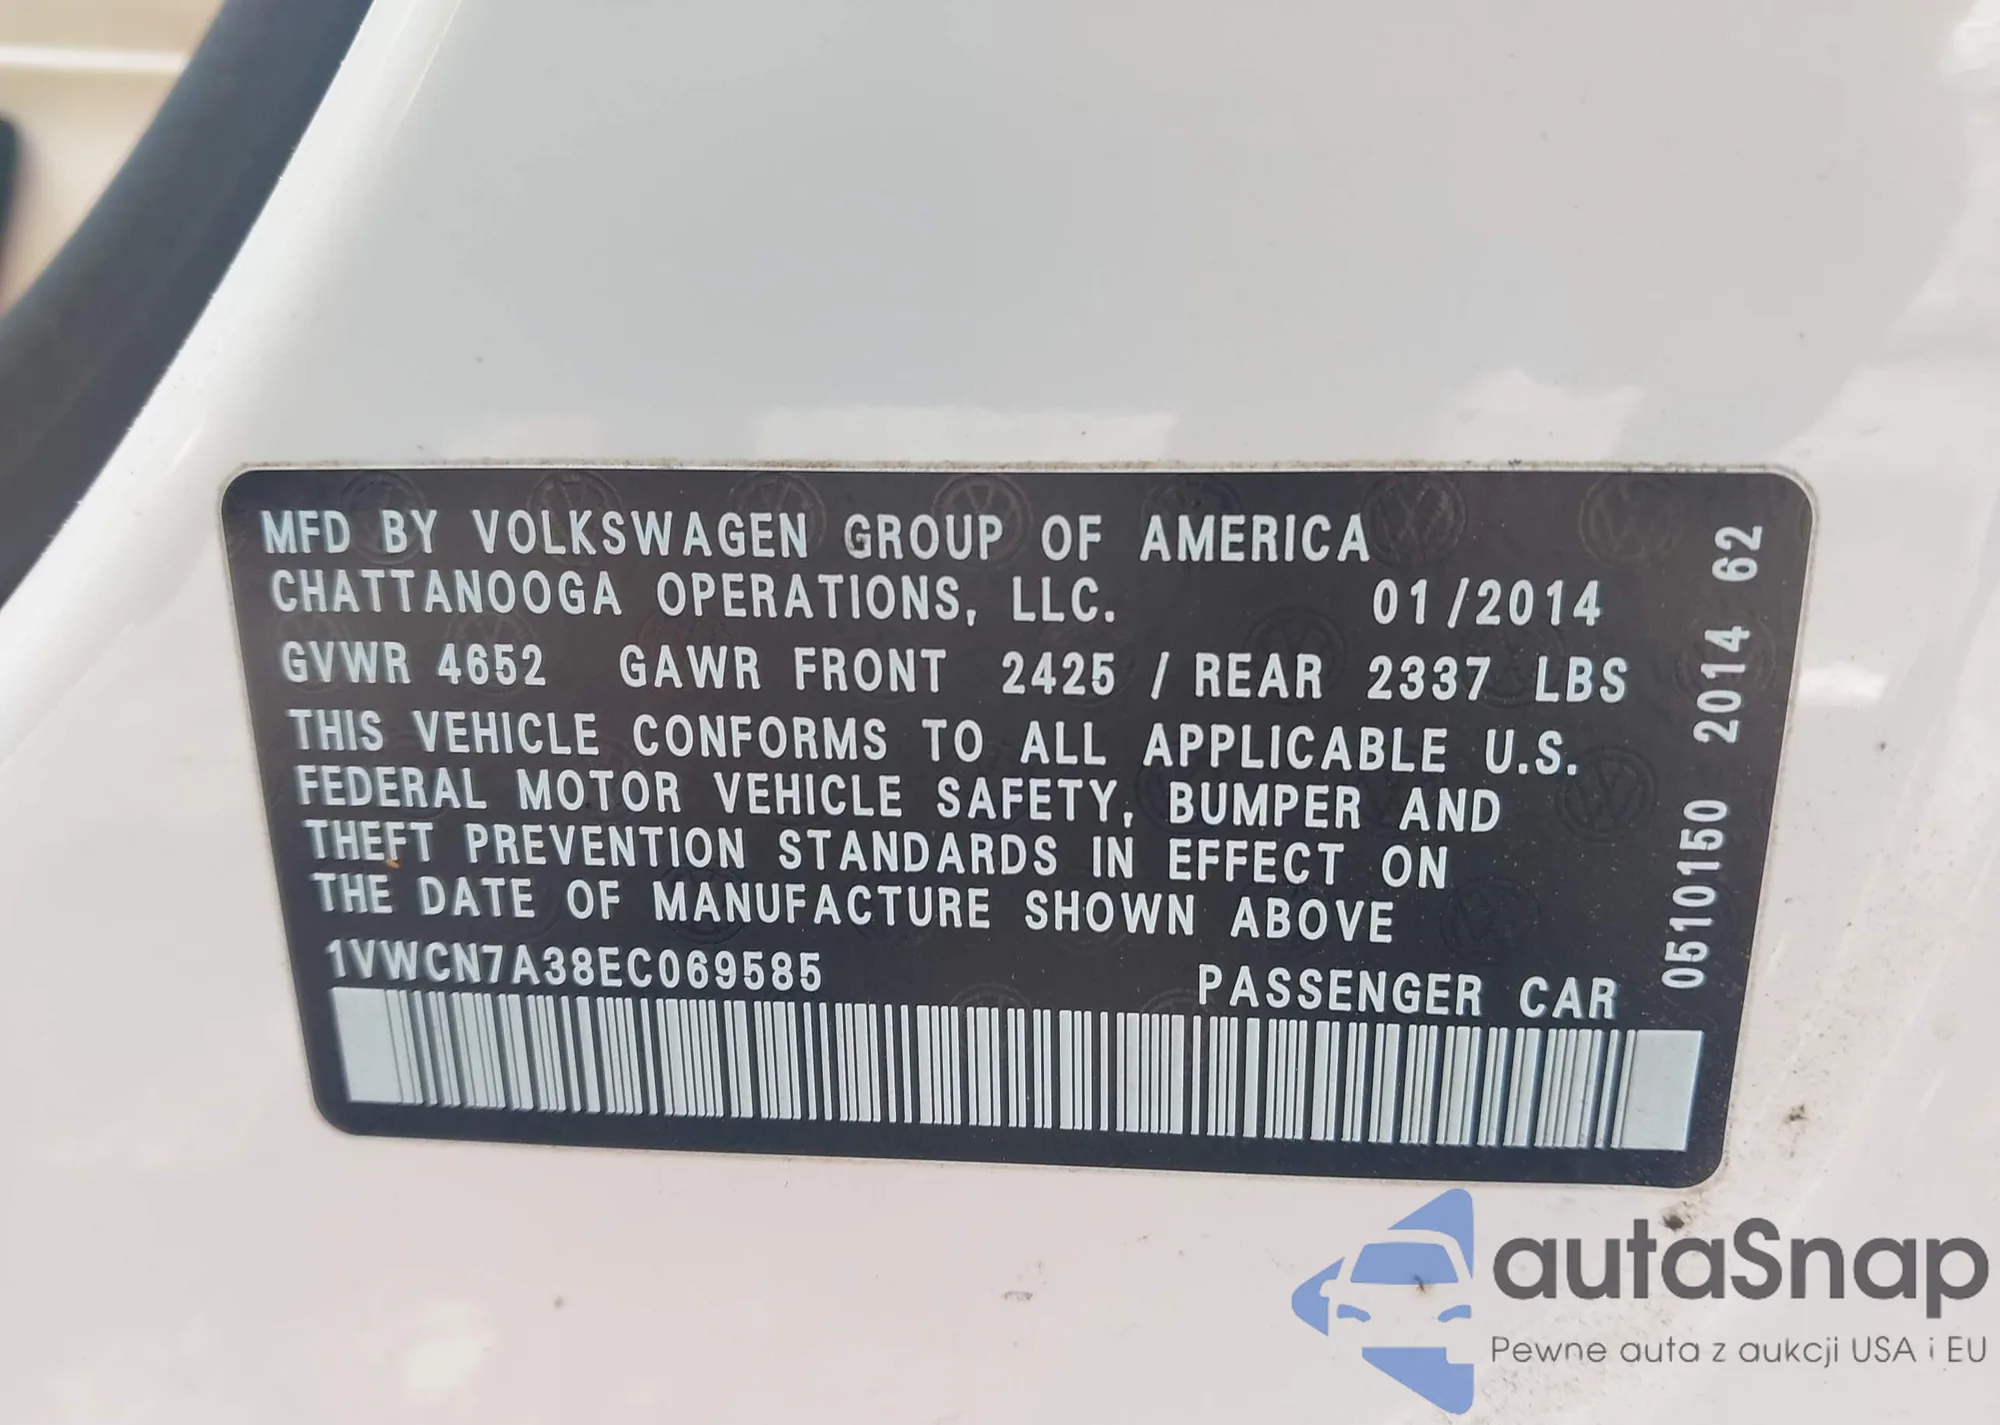 MFD BY VOLKSWAGEN GROUP OF AMERICA
CHATTANOOGA OPERATIONS, LLC. 01/2014
GVWR 4652 GAWR FRONT 2425 / REAR 2337 LBS
THIS VEHICLE CONFORMS TO ALL APPLICABLE U.S.
FEDERAL MOTOR VEHICLE SAFETY, BUMPER AND
THEFT PREVENTION STANDARDS IN EFFECT ON
THE DATE OF MANUFACTURE SHOWN ABOVE
1VWCN7A38EC069585 PASSENGER CAR
0510150 2014 62
autaSnap
Pewne auta z aukcji USA i EU